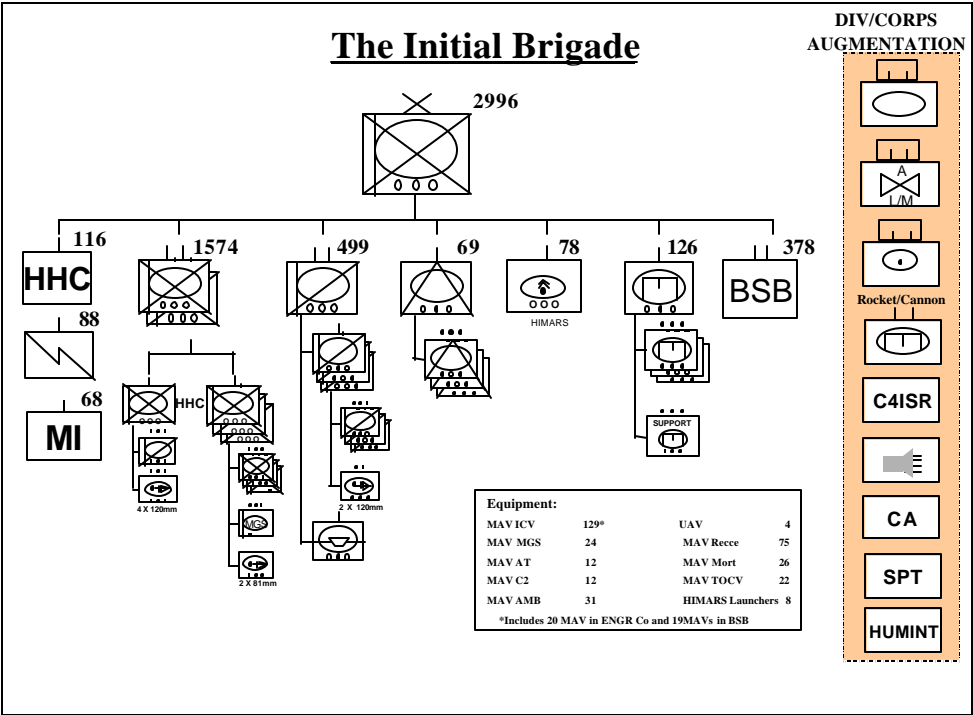 DIV/CORPS
AUGMENTATION
The Initial Brigade
2996
116
1574
499
69
78
126
378
HHC
BSB
HIMARS
88
68
MI
HHC
4 X 120mm
MGS
2 X 81mm
2 X 120mm
SUPPORT
A
L/M
Rocket/Cannon
C4ISR
CA
SPT
HUMINT
Equipment:
MAV ICV 129* UAV 4
MAV MGS 24 MAV Recce 75
MAV AT 12 MAV Mort 26
MAV C2 12 MAV TOCV 22
MAV AMB 31 HIMARS Launchers 8
*Includes 20 MAV in ENGR Co and 19MAVs in BSB